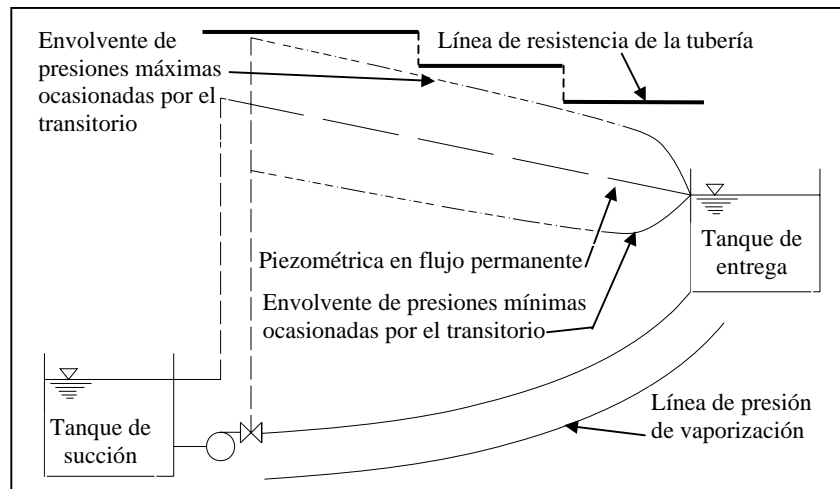 Envolvente de
presiones máximas
ocasionadas por el
transitorio
Línea de resistencia de la tubería
Piezométrica en flujo permanente
Envolvente de presiones mínimas
ocasionadas por el transitorio
Tanque de
entrega
Tanque de
succión
Línea de presión
de vaporización